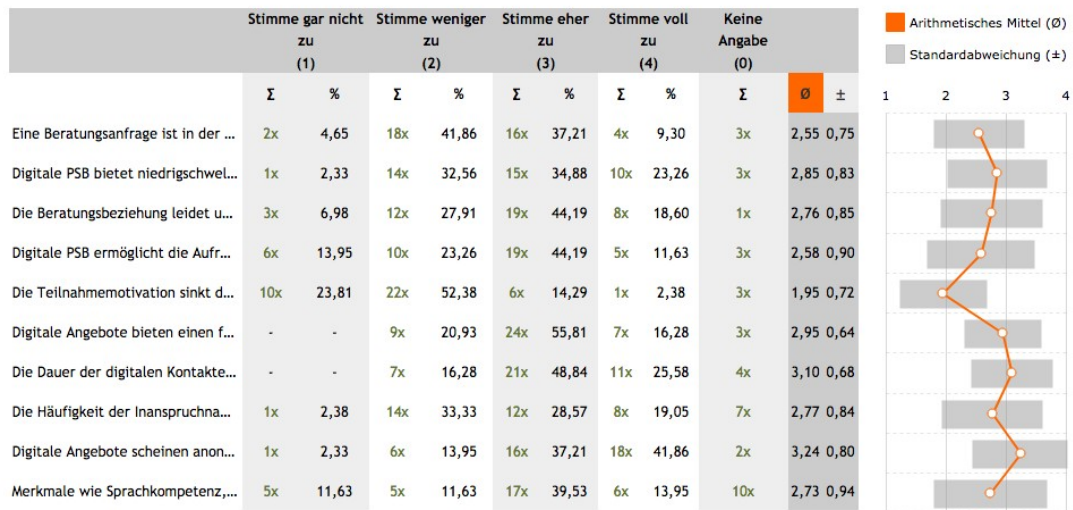 Stimme gar nicht zu (1) Stimme weniger zu (2) Stimme eher zu (3) Stimme voll zu (4) Keine Angabe (0)
Σ % Σ % Σ % Σ % Σ Ø ±
Eine Beratungsanfrage ist in der ... 2x 4,65 18x 41,86 16x 37,21 4x 9,30 3x 2,55 0,75
Digitale PSB bietet niedrigschwel... 1x 2,33 14x 32,56 15x 34,88 10x 23,26 3x 2,85 0,83
Die Beratungsbeziehung leidet u... 3x 6,98 12x 27,91 19x 44,19 8x 18,60 1x 2,76 0,85
Digitale PSB ermöglicht die Aufr... 6x 13,95 10x 23,26 19x 44,19 5x 11,63 3x 2,58 0,90
Die Teilnahmemotivation sinkt d... 10x 23,81 22x 52,38 6x 14,29 1x 2,38 3x 1,95 0,72
Digitale Angebote bieten einen f... - - 9x 20,93 24x 55,81 7x 16,28 3x 2,95 0,64
Die Dauer der digitalen Kontakte... - - 7x 16,28 21x 48,84 11x 25,58 4x 3,10 0,68
Die Häufigkeit der Inanspruchna... 1x 2,38 14x 33,33 12x 28,57 8x 19,05 7x 2,77 0,84
Digitale Angebote scheinen anon... 1x 2,33 6x 13,95 16x 37,21 18x 41,86 2x 3,24 0,80
Merkmale wie Sprachkompetenz,... 5x 11,63 5x 11,63 17x 39,53 6x 13,95 10x 2,73 0,94
Arithmetisches Mittel (Ø)
Standardabweichung (±)
1 2 3 4